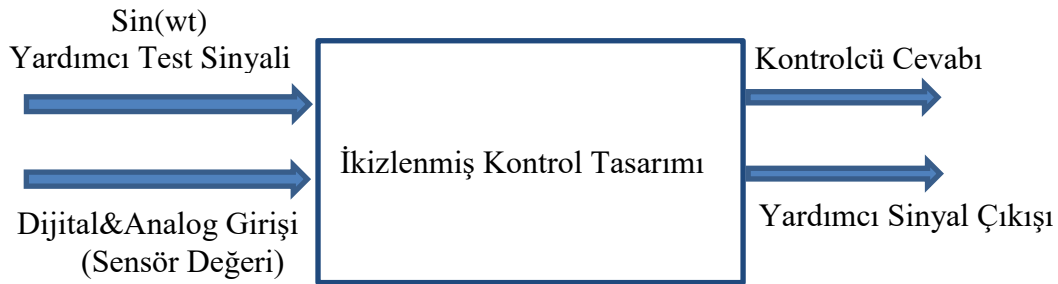 Sin(wt)
Yardımcı Test Sinyali
Dijital&Analog Girişi
(Sensör Değeri)
İkizlenmiş Kontrol Tasarımı
Kontrolcü Cevabı
Yardımcı Sinyal Çıkışı